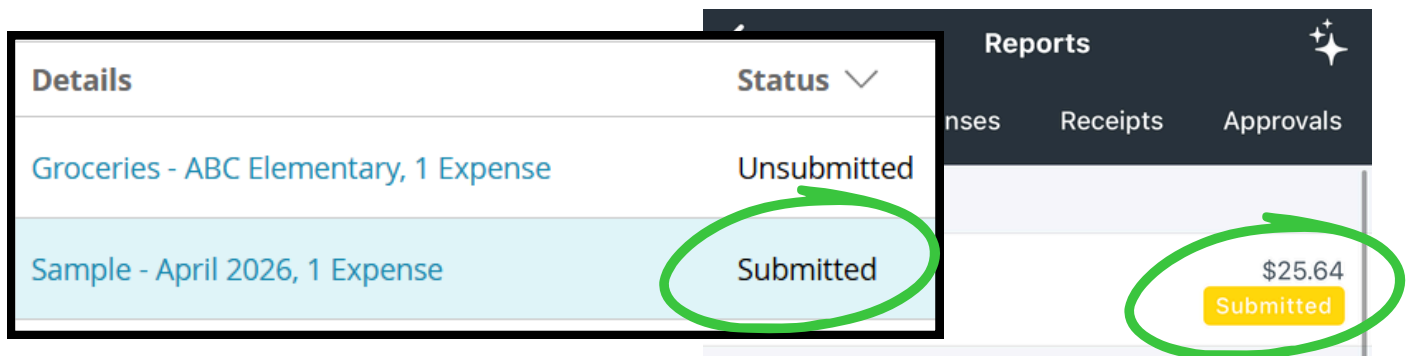 Details Status
Groceries - ABC Elementary, 1 Expense Unsubmitted
Sample - April 2026, 1 Expense Submitted
Reports
nses Receipts Approvals
$25.64
Submitted